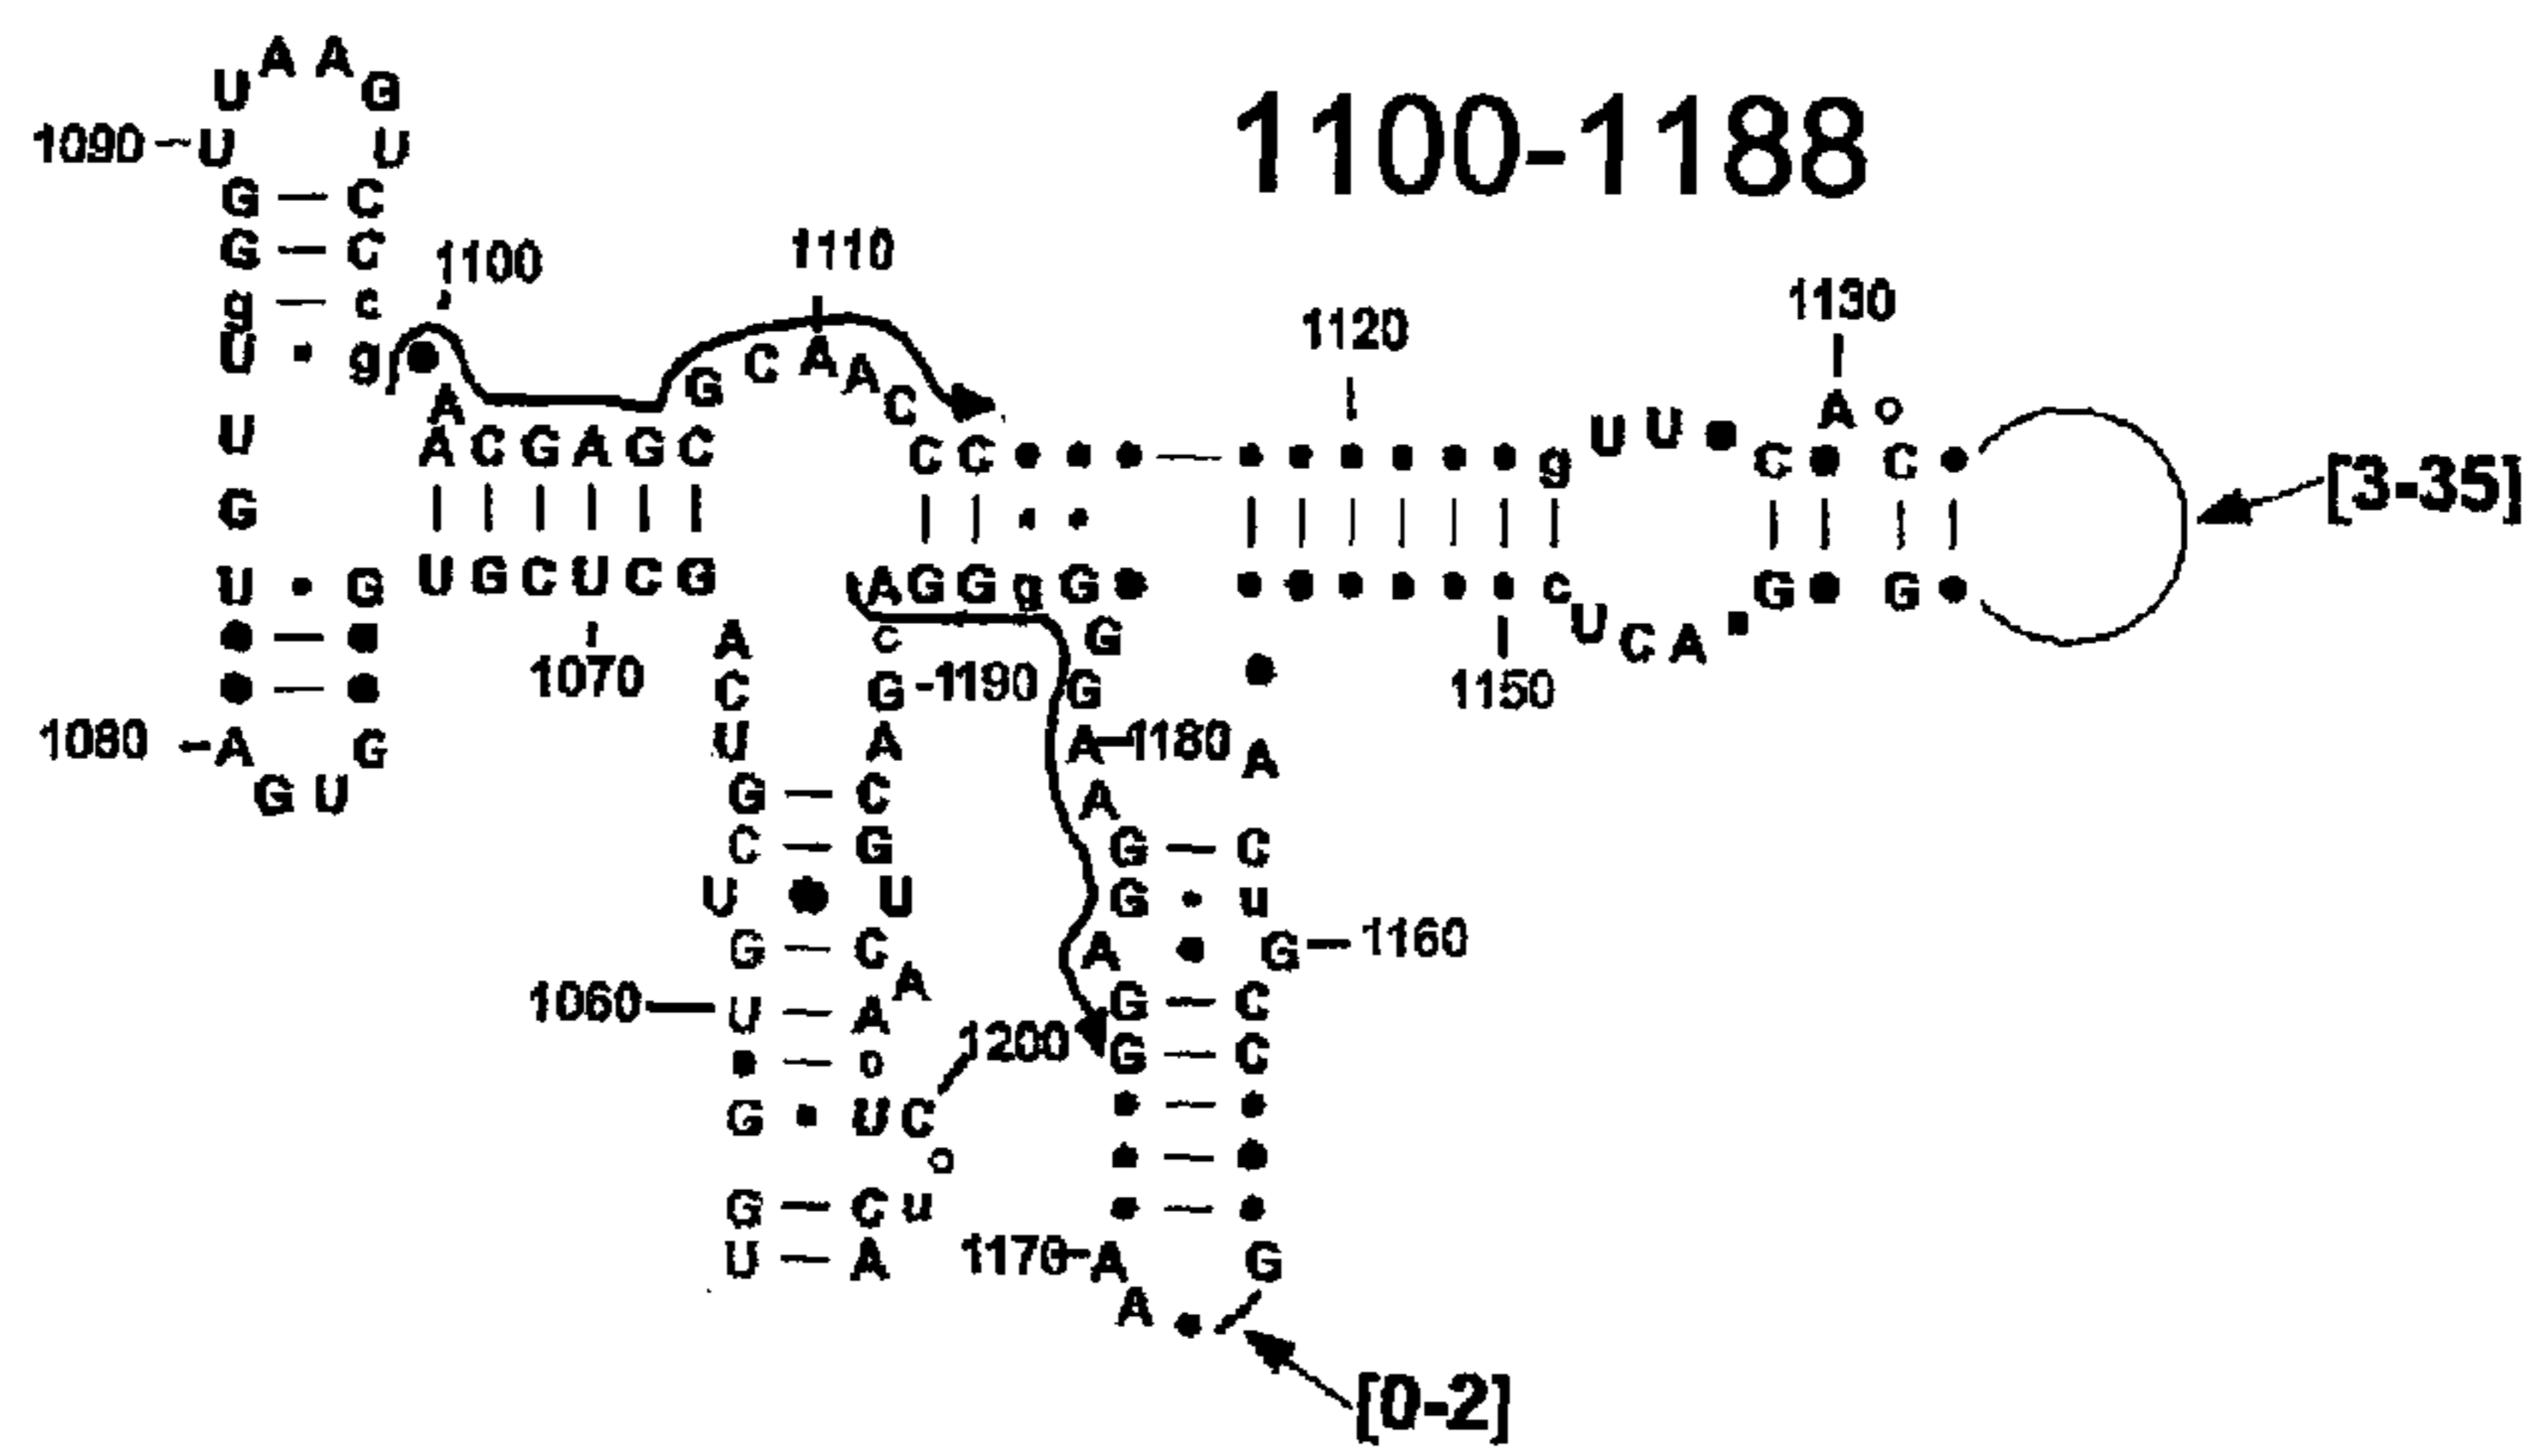 1100-1188
U A A G
1090 U U
G C
G C
g c
U g
1100
A
1110
G C A A C
U
A C G A G C
C C
G
U G C U C G
A G G g G
U G
1070
1080 A G
G U
A
C
U
c
G -1190
A
G C
C G
U U
G C
A
1060 U A
o
G U C
1200
o
G C u
U A
G
G
A 1180
A
G C
G u
A G 1160
G C
G C
1170 A G
A
A
[0-2]
1120
g U U C A o C
1130
c U C A G G
1150
[3-35]